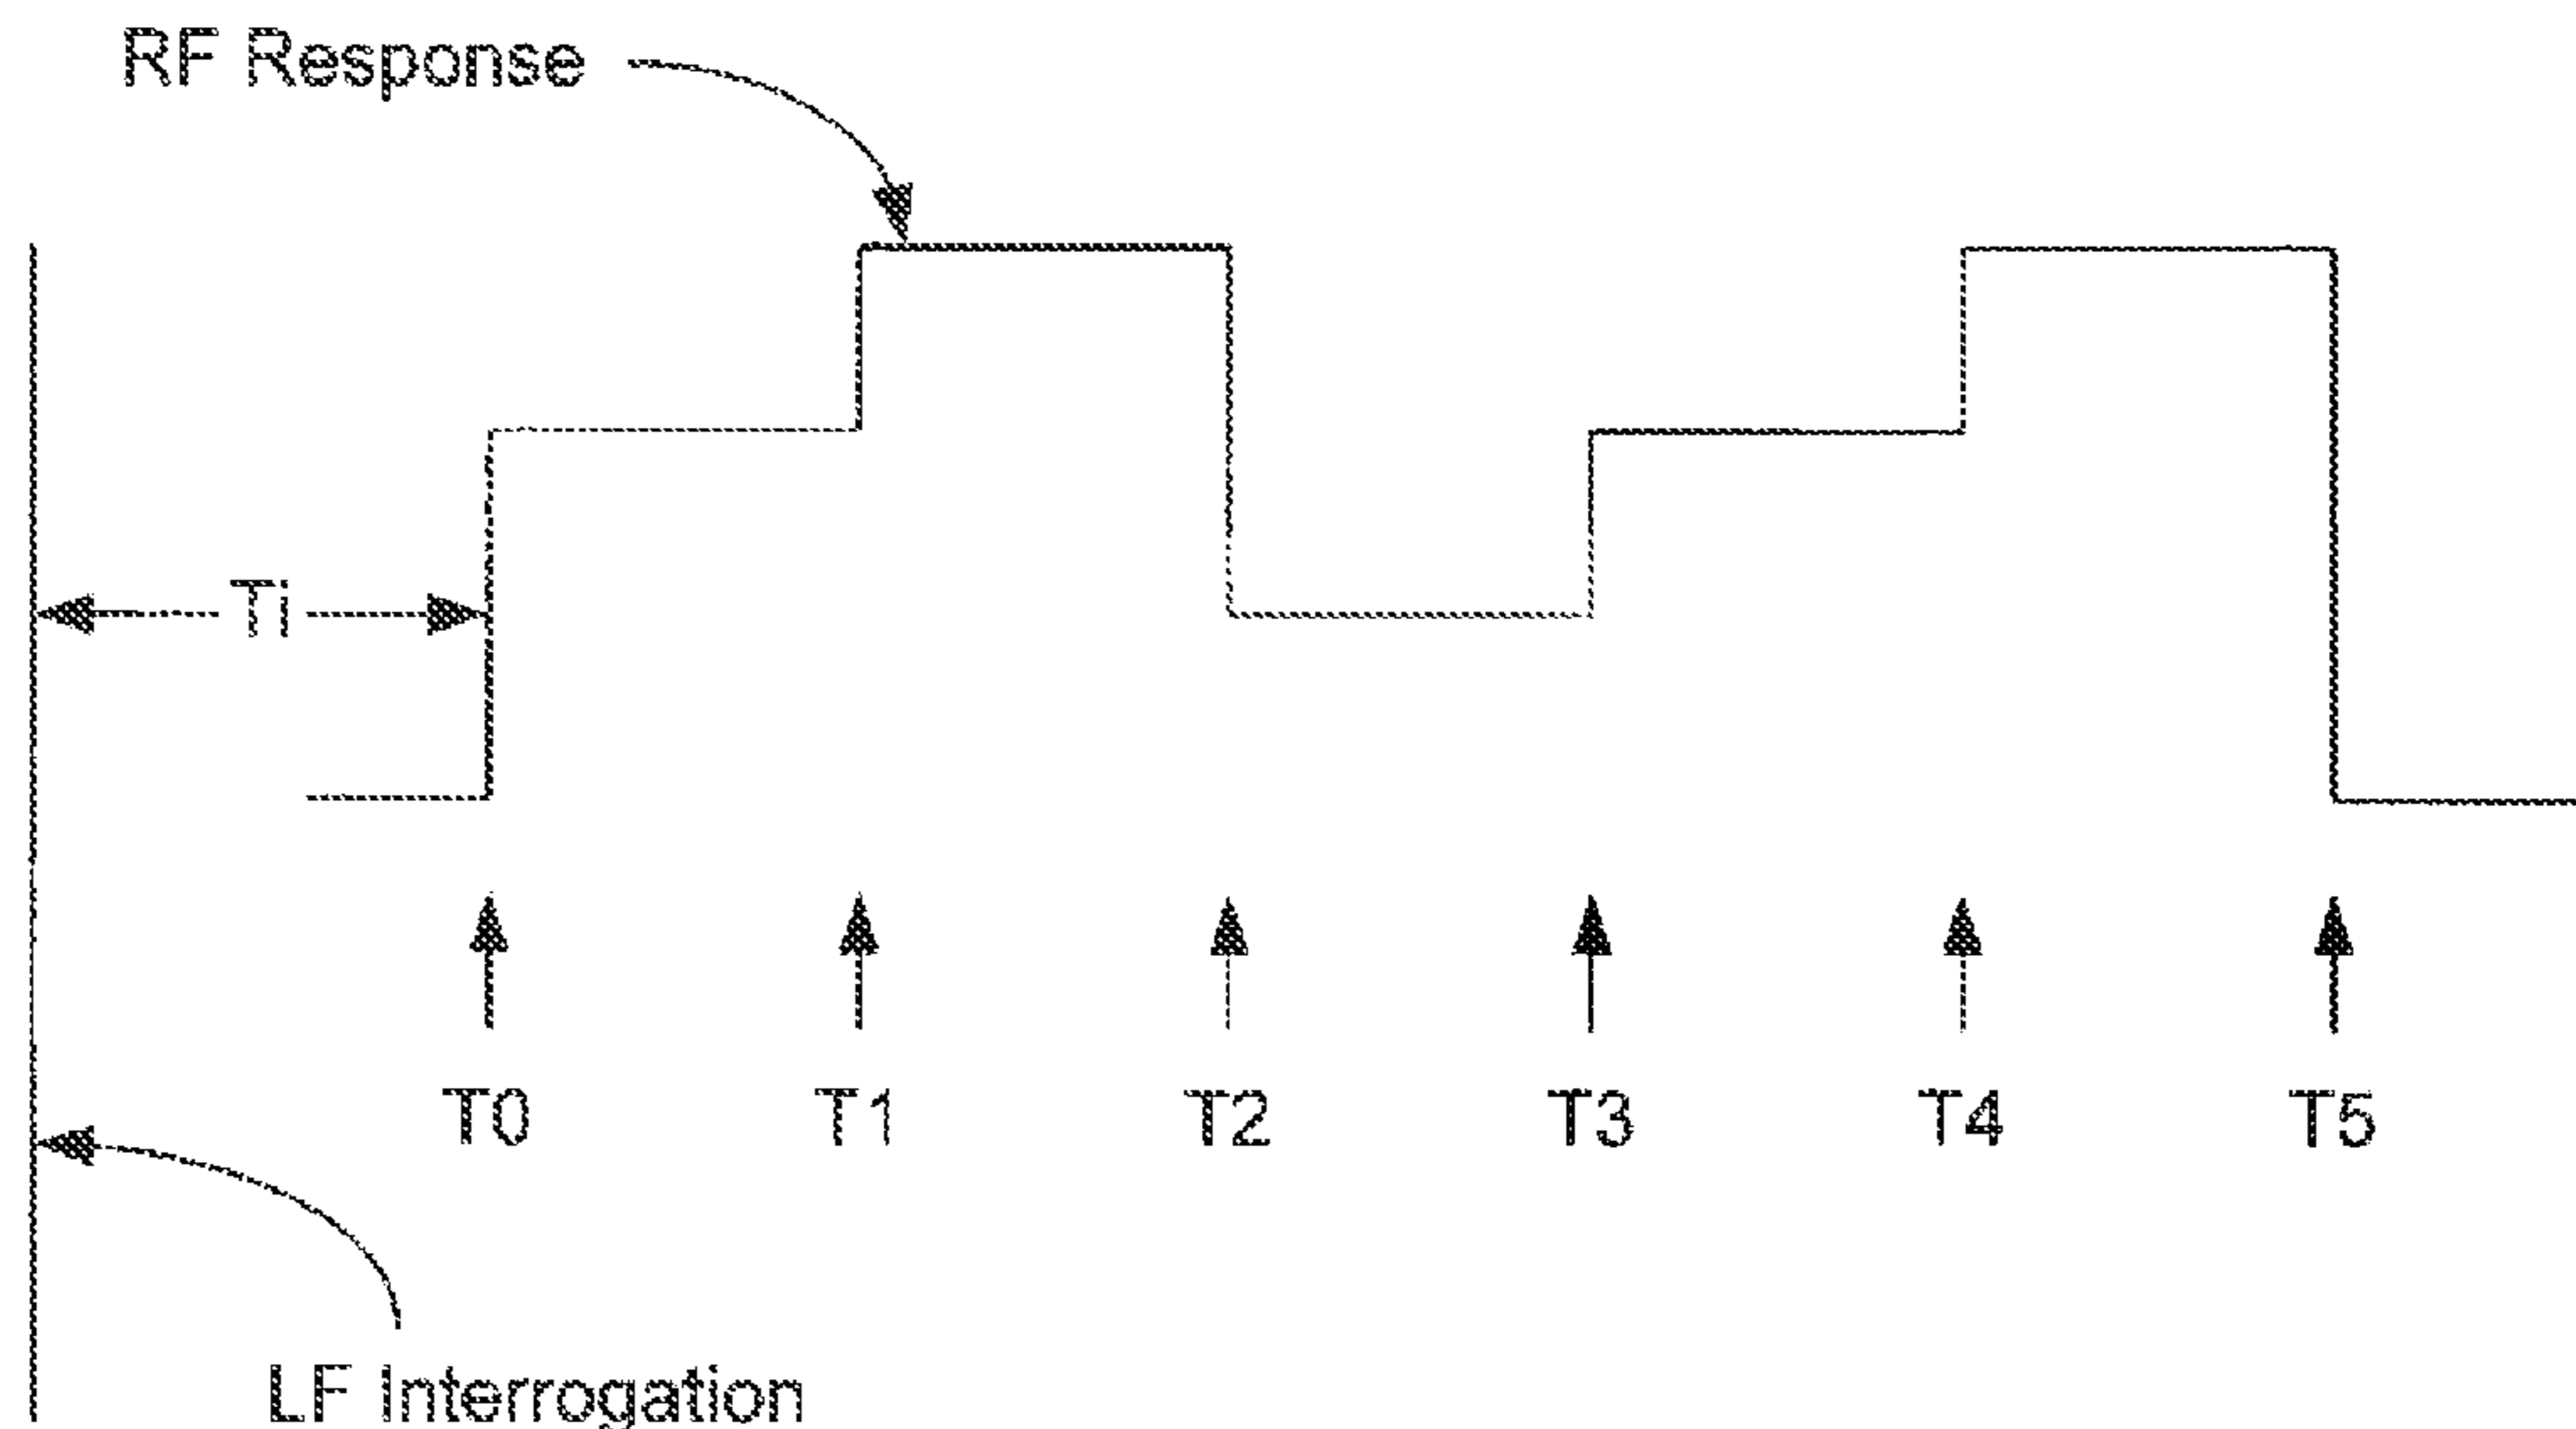 RF Response
Ti
T0 T1 T2 T3 T4 T5
LF Interrogation